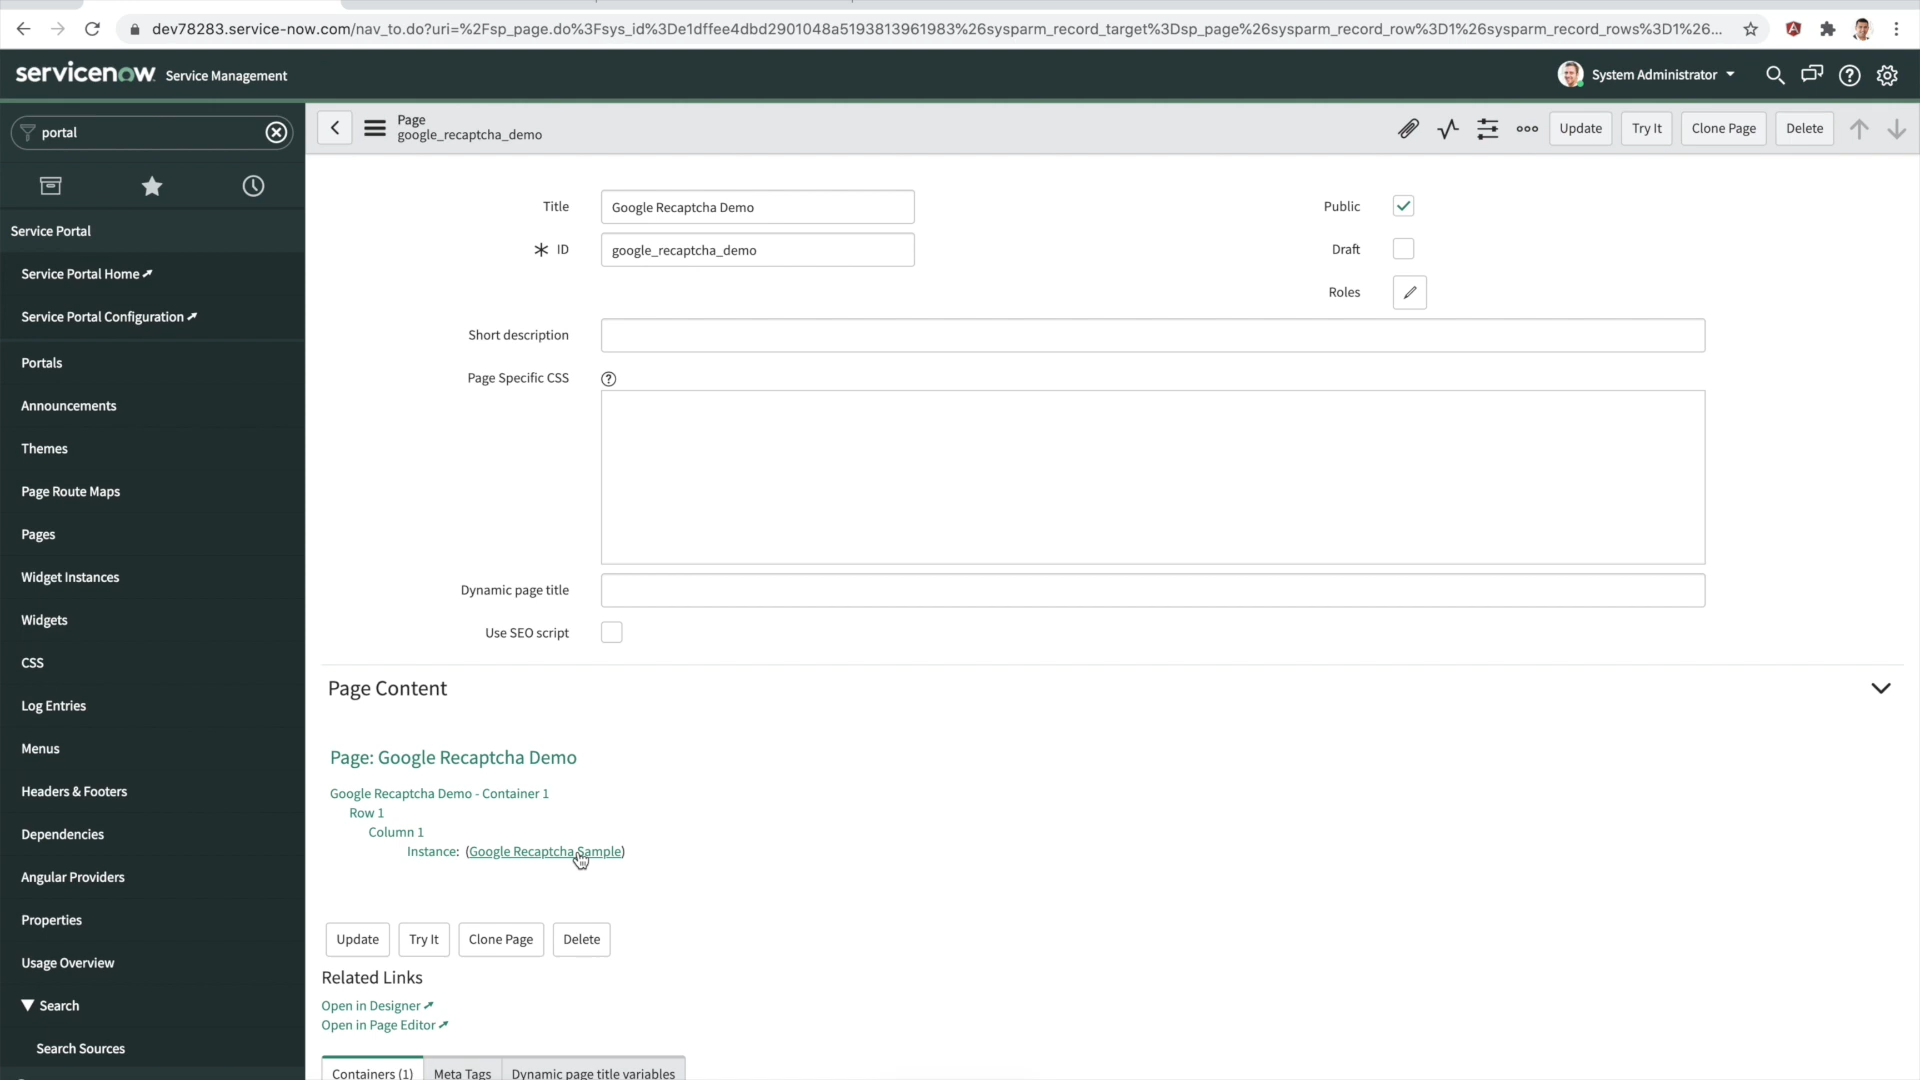 dev78283.service-now.com/nav_to.do?uri=%2Fsp_page.do%3Fsys_id%3De1dffee4dbd2901048a5193813961983%26sysparm_record_target%3Dsp_page%26sysparm_record_row%3D1%26sysparm_record_rows%3D1%26...
servicenow Service Management
System Administrator
portal
Page
google_recaptcha_demo
Update
Try It
Clone Page
Delete
Service Portal
Service Portal Home
Service Portal Configuration
Portals
Announcements
Themes
Page Route Maps
Pages
Widget Instances
Widgets
CSS
Log Entries
Menus
Headers & Footers
Dependencies
Angular Providers
Properties
Usage Overview
Search
Search Sources
Title
Google Recaptcha Demo
Public
ID
google_recaptcha_demo
Draft
Roles
Short description
Page Specific CSS
Dynamic page title
Use SEO script
Page Content
Page: Google Recaptcha Demo
Google Recaptcha Demo - Container 1
Row 1
Column 1
Instance: (Google Recaptcha Sample)
Update
Try It
Clone Page
Delete
Related Links
Open in Designer
Open in Page Editor
Containers (1)
Meta Tags
Dynamic page title variables